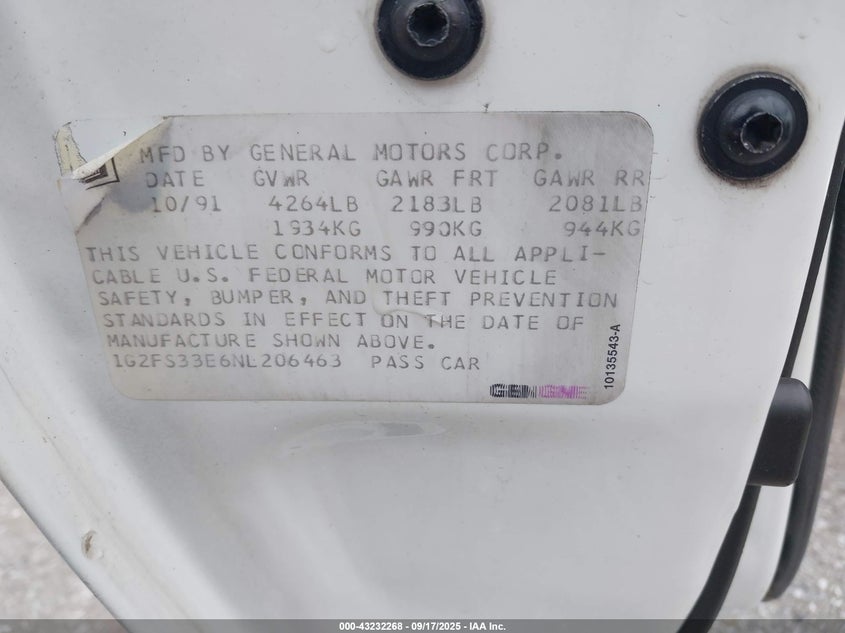 MFD BY GENERAL MOTORS CORP.
DATE GVWR GAWR FRT GAWR RR
10/91 4264LB 2183LB 2081LB
1934KG 990KG 944KG
THIS VEHICLE CONFORMS TO ALL APPLI-
CABLE U.S. FEDERAL MOTOR VEHICLE
SAFETY, BUMPER, AND THEFT PREVENTION
STANDARDS IN EFFECT ON THE DATE OF
MANUFACTURE SHOWN ABOVE.
1G2FS33E6NL206463 PASS CAR
GENUINE
10135543-A
000-43232268 - 09/17/2025 - IAA Inc.